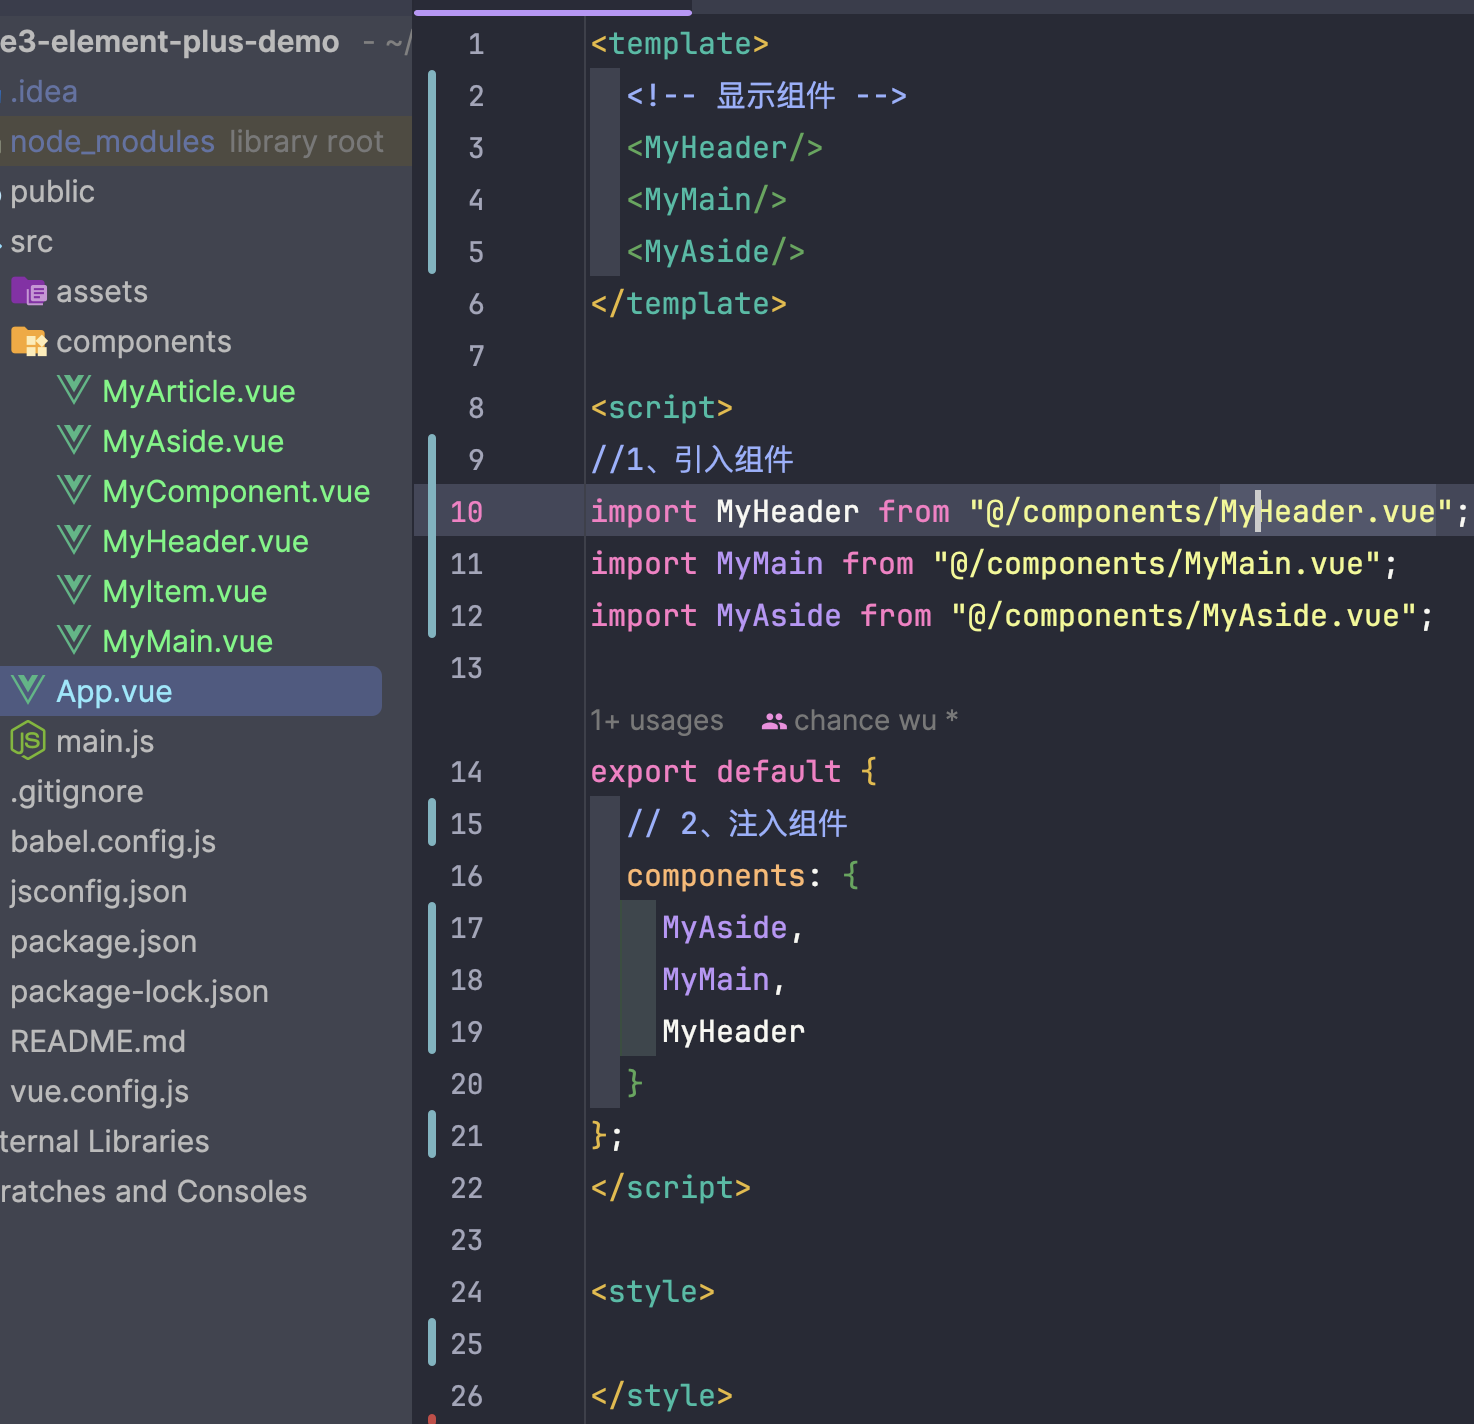 e3-element-plus-demo - ~/
.idea
node_modules library root
public
src
assets
components
MyArticle.vue
MyAside.vue
MyComponent.vue
MyHeader.vue
MyItem.vue
MyMain.vue
App.vue
JS main.js
.gitignore
babel.config.js
jsconfig.json
package.json
package-lock.json
README.md
vue.config.js
ternal Libraries
ratches and Consoles
1 <template>
2 <!-- 显示组件 -->
3 <MyHeader/>
4 <MyMain/>
5 <MyAside/>
6 </template>
7
8 <script>
9 //1、引入组件
10 import MyHeader from "@/components/MyHeader.vue";
11 import MyMain from "@/components/MyMain.vue";
12 import MyAside from "@/components/MyAside.vue";
13
1+ usages chance wu *
14 export default {
15 // 2、注入组件
16 components: {
17 MyAside,
18 MyMain,
19 MyHeader
20 }
21 };
22 </script>
23
24 <style>
25
26 </style>